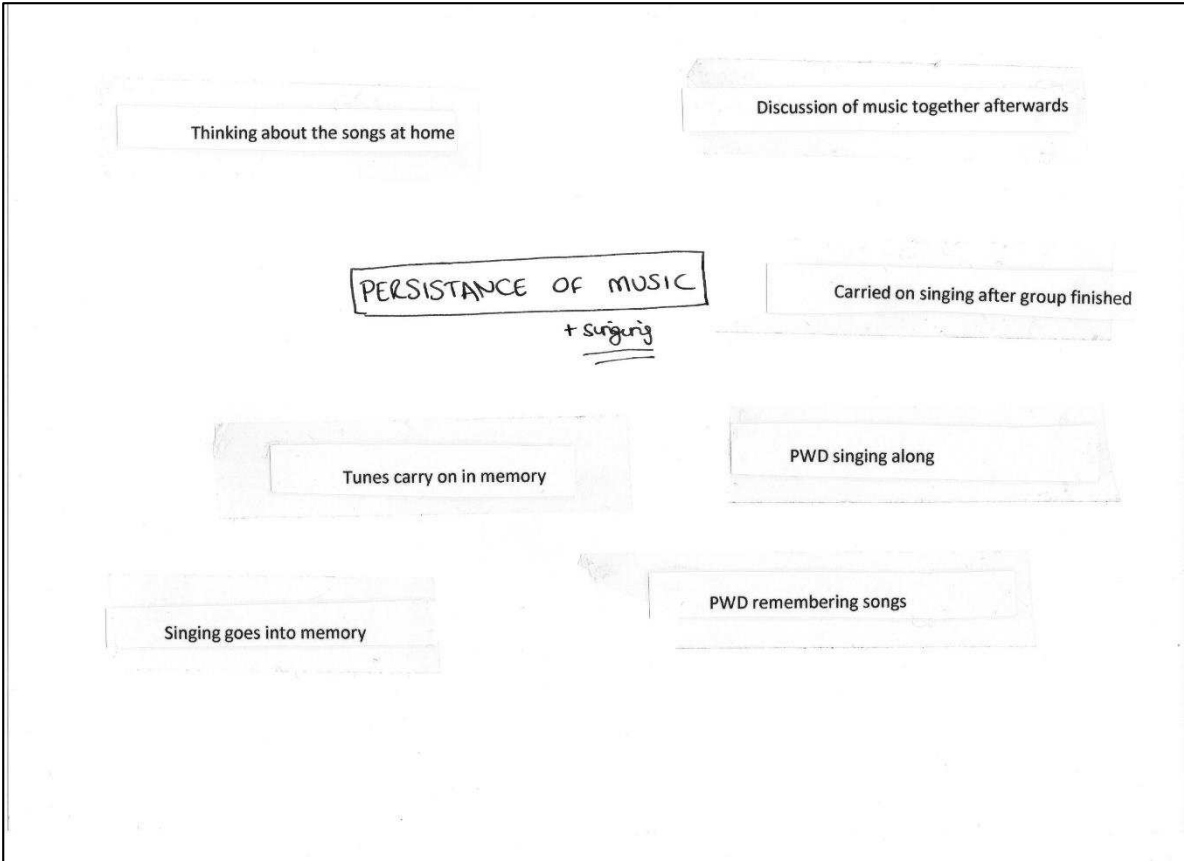 Thinking about the songs at home
Discussion of music together afterwards
PERSISTANCE OF MUSIC
+ singing
Carried on singing after group finished
Tunes carry on in memory
PWD singing along
Singing goes into memory
PWD remembering songs